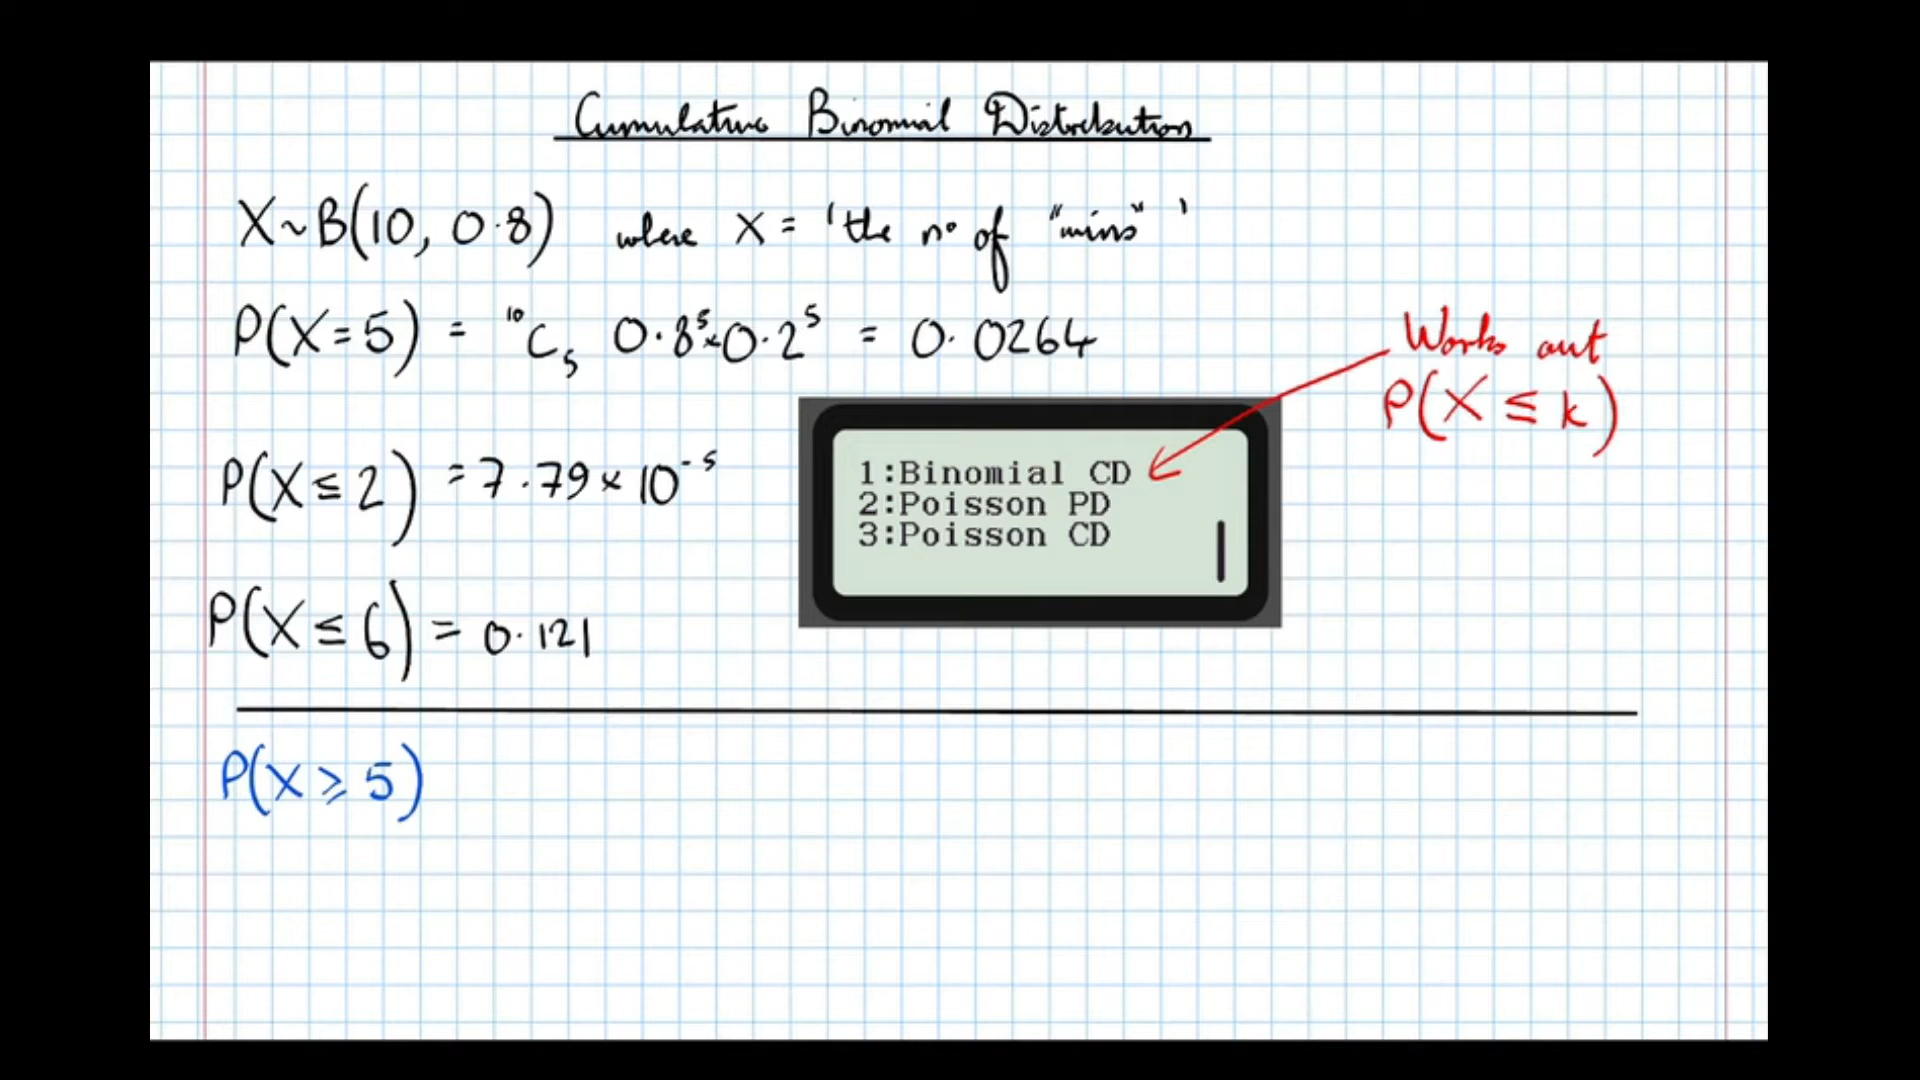 Cumulative Binomial Distribution
X~B(10, 0.8) where X = 'the nº of "wins"'
P(X=5) = ¹⁰C₅ 0.8⁵×0.2⁵ = 0.0264
Works out
P(X ≤ k)
P(X ≤ 2) = 7.79 × 10⁻⁵
1:Binomial CD
2:Poisson PD
3:Poisson CD
P(X ≤ 6) = 0.121
P(X ≥ 5)